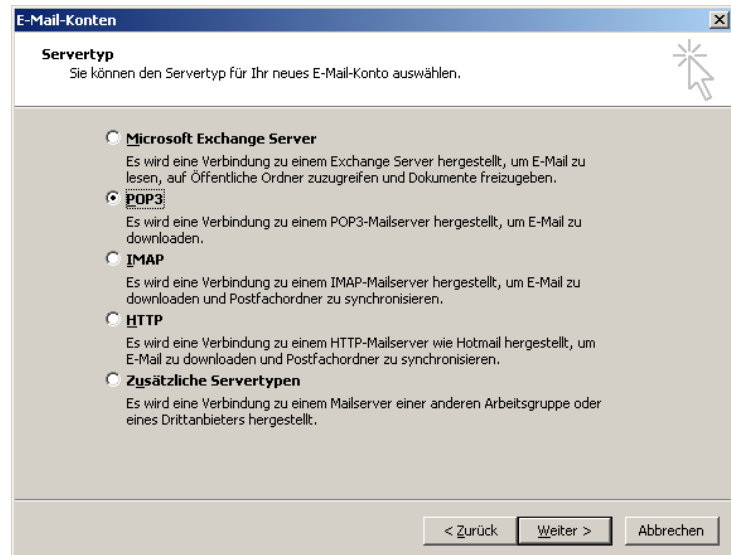 E-Mail-Konten
Servertyp
Sie können den Servertyp für Ihr neues E-Mail-Konto auswählen.
Microsoft Exchange Server
Es wird eine Verbindung zu einem Exchange Server hergestellt, um E-Mail zu
lesen, auf Öffentliche Ordner zuzugreifen und Dokumente freizugeben.
POP3
Es wird eine Verbindung zu einem POP3-Mailserver hergestellt, um E-Mail zu
downloaden.
IMAP
Es wird eine Verbindung zu einem IMAP-Mailserver hergestellt, um E-Mail zu
downloaden und Postfachordner zu synchronisieren.
HTTP
Es wird eine Verbindung zu einem HTTP-Mailserver wie Hotmail hergestellt, um
E-Mail zu downloaden und Postfachordner zu synchronisieren.
Zusätzliche Servertypen
Es wird eine Verbindung zu einem Mailserver einer anderen Arbeitsgruppe oder
eines Drittanbieters hergestellt.
< Zurück Weiter > Abbrechen